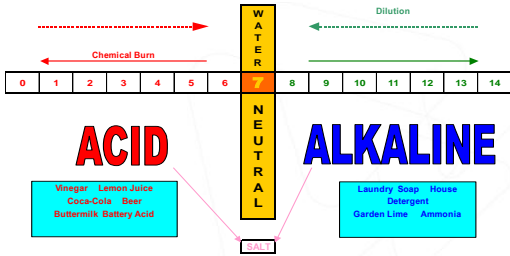 WATER
Dilution
Chemical Burn
0 1 2 3 4 5 6 7 8 9 10 11 12 13 14
NEUTRAL
ACID
ALKALINE
Vinegar Lemon Juice
Coca-Cola Beer
Buttermilk Battery Acid
Laundry Soap House
Detergent
Garden Lime Ammonia
SALT